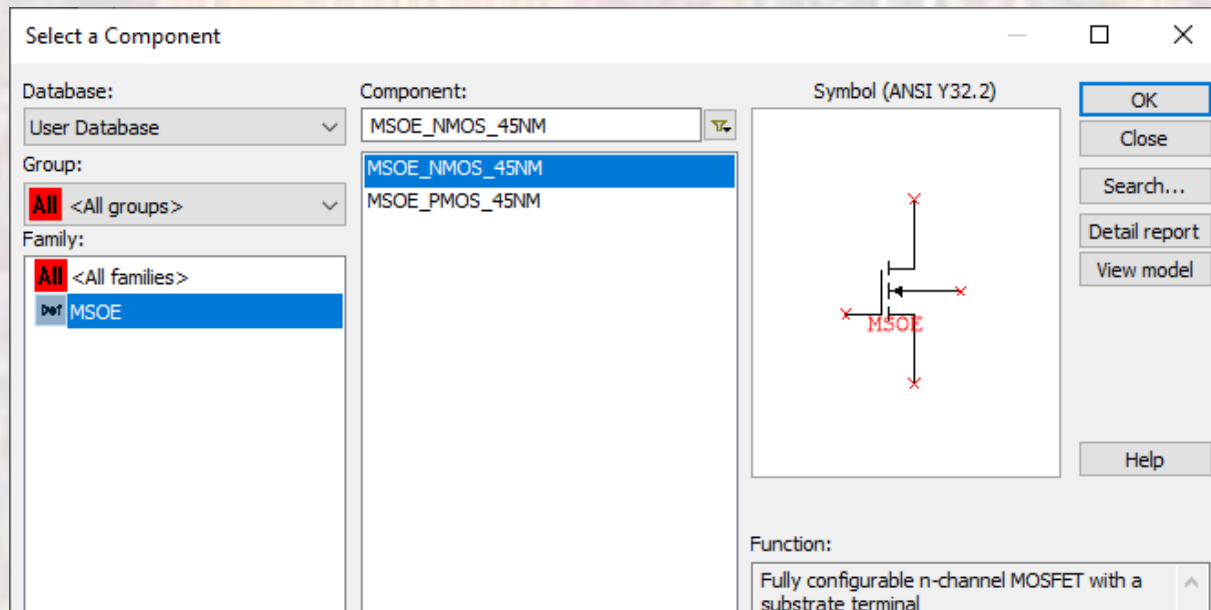 Select a Component
Database:
User Database
Group:
All <All groups>
Family:
All <All families>
Def MSOE
Component:
MSOE_NMOS_45NM
MSOE_NMOS_45NM
MSOE_PMOS_45NM
Symbol (ANSI Y32.2)
MSOE
Function:
Fully configurable n-channel MOSFET with a
substrate terminal
OK
Close
Search...
Detail report
View model
Help